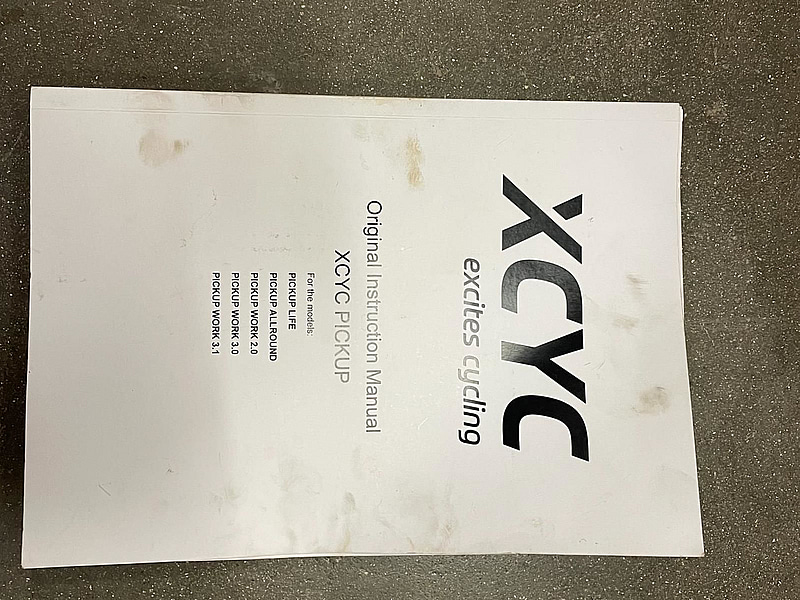 XCYC
excites cycling
Original Instruction Manual
XCYC PICKUP
For the models:
PICKUP LIFE
PICKUP ALLROUND
PICKUP WORK 2.0
PICKUP WORK 3.0
PICKUP WORK 3.1